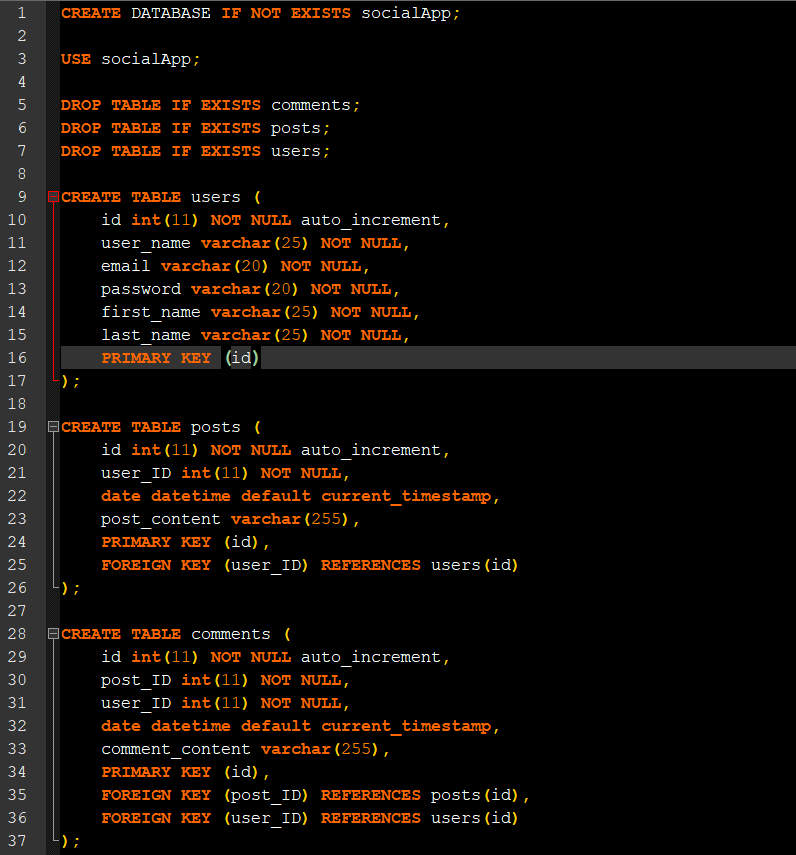 1 CREATE DATABASE IF NOT EXISTS socialApp;
2
3 USE socialApp;
4
5 DROP TABLE IF EXISTS comments;
6 DROP TABLE IF EXISTS posts;
7 DROP TABLE IF EXISTS users;
8
9 CREATE TABLE users (
10     id int(11) NOT NULL auto_increment,
11     user_name varchar(25) NOT NULL,
12     email varchar(20) NOT NULL,
13     password varchar(20) NOT NULL,
14     first_name varchar(25) NOT NULL,
15     last_name varchar(25) NOT NULL,
16     PRIMARY KEY (id)
17 );
18
19 CREATE TABLE posts (
20     id int(11) NOT NULL auto_increment,
21     user_ID int(11) NOT NULL,
22     date datetime default current_timestamp,
23     post_content varchar(255),
24     PRIMARY KEY (id),
25     FOREIGN KEY (user_ID) REFERENCES users(id)
26 );
27
28 CREATE TABLE comments (
29     id int(11) NOT NULL auto_increment,
30     post_ID int(11) NOT NULL,
31     user_ID int(11) NOT NULL,
32     date datetime default current_timestamp,
33     comment_content varchar(255),
34     PRIMARY KEY (id),
35     FOREIGN KEY (post_ID) REFERENCES posts(id),
36     FOREIGN KEY (user_ID) REFERENCES users(id)
37 );